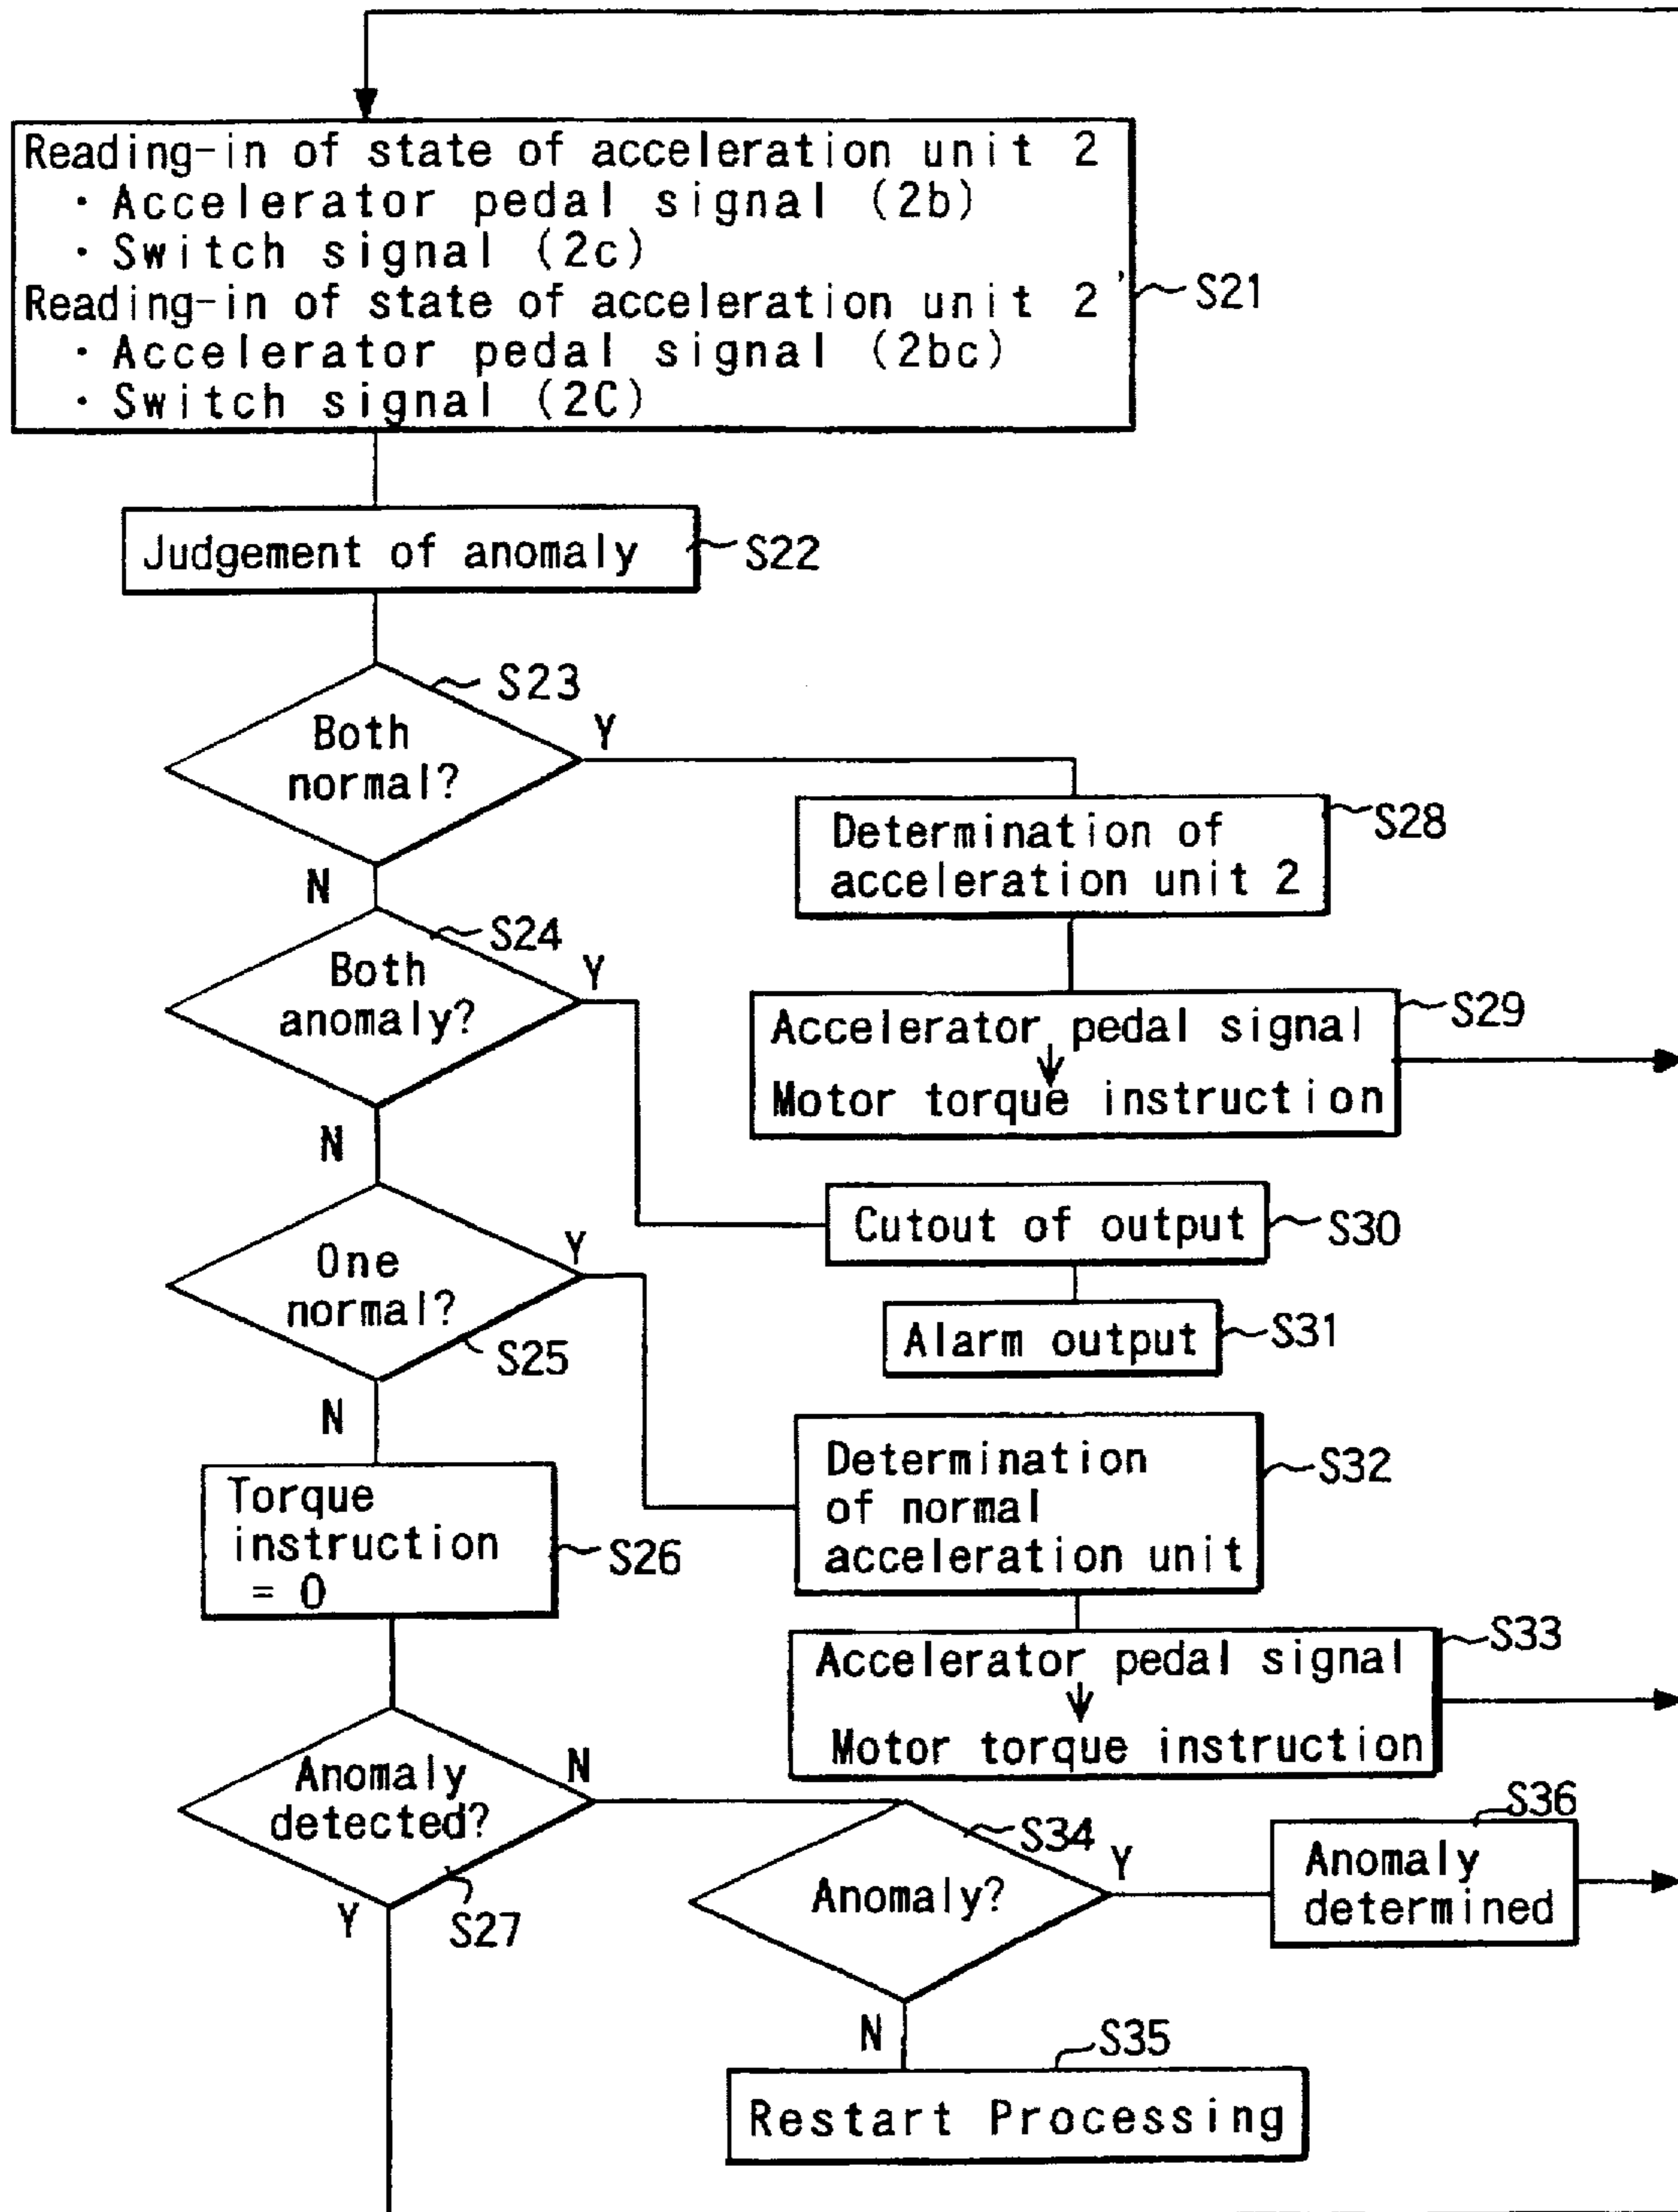 Reading-in of state of acceleration unit 2
・Accelerator pedal signal (2b)
・Switch signal (2c)
Reading-in of state of acceleration unit 2'
・Accelerator pedal signal (2bc)
・Switch signal (2C)
S21
Judgement of anomaly
S22
S23
Both
normal?
Y
N
S28
Determination of
acceleration unit 2
S24
Both
anomaly?
Y
N
S29
Accelerator pedal signal
↓
Motor torque instruction
Cutout of output
S30
One
normal?
Y
S25
N
Alarm output
S31
Determination
of normal
acceleration unit
S32
Torque
instruction
= 0
S26
Accelerator pedal signal
↓
Motor torque instruction
S33
Anomaly
detected?
N
Y
S27
S34
Anomaly?
Y
N
S36
Anomaly
determined
S35
Restart Processing